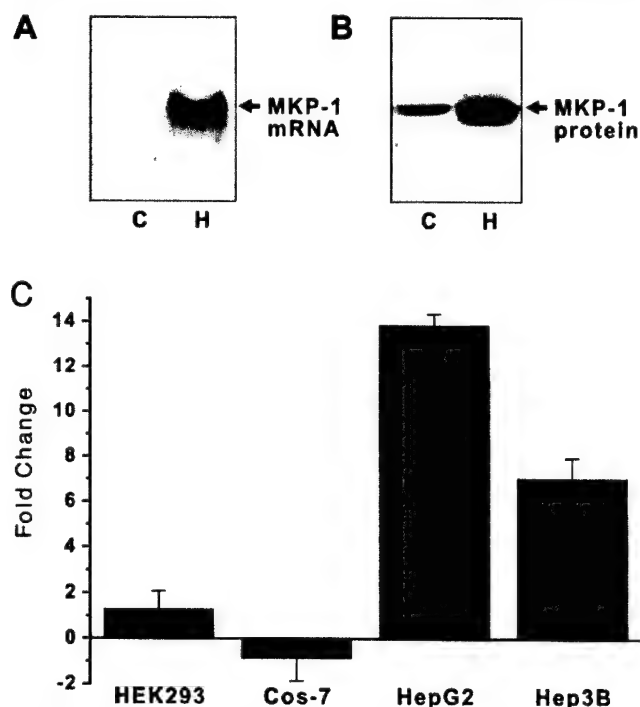 A
MKP-1
mRNA
C H
B
MKP-1
protein
C H
C
Fold Change
14
12
10
8
6
4
2
0
-2
HEK293 Cos-7 HepG2 Hep3B